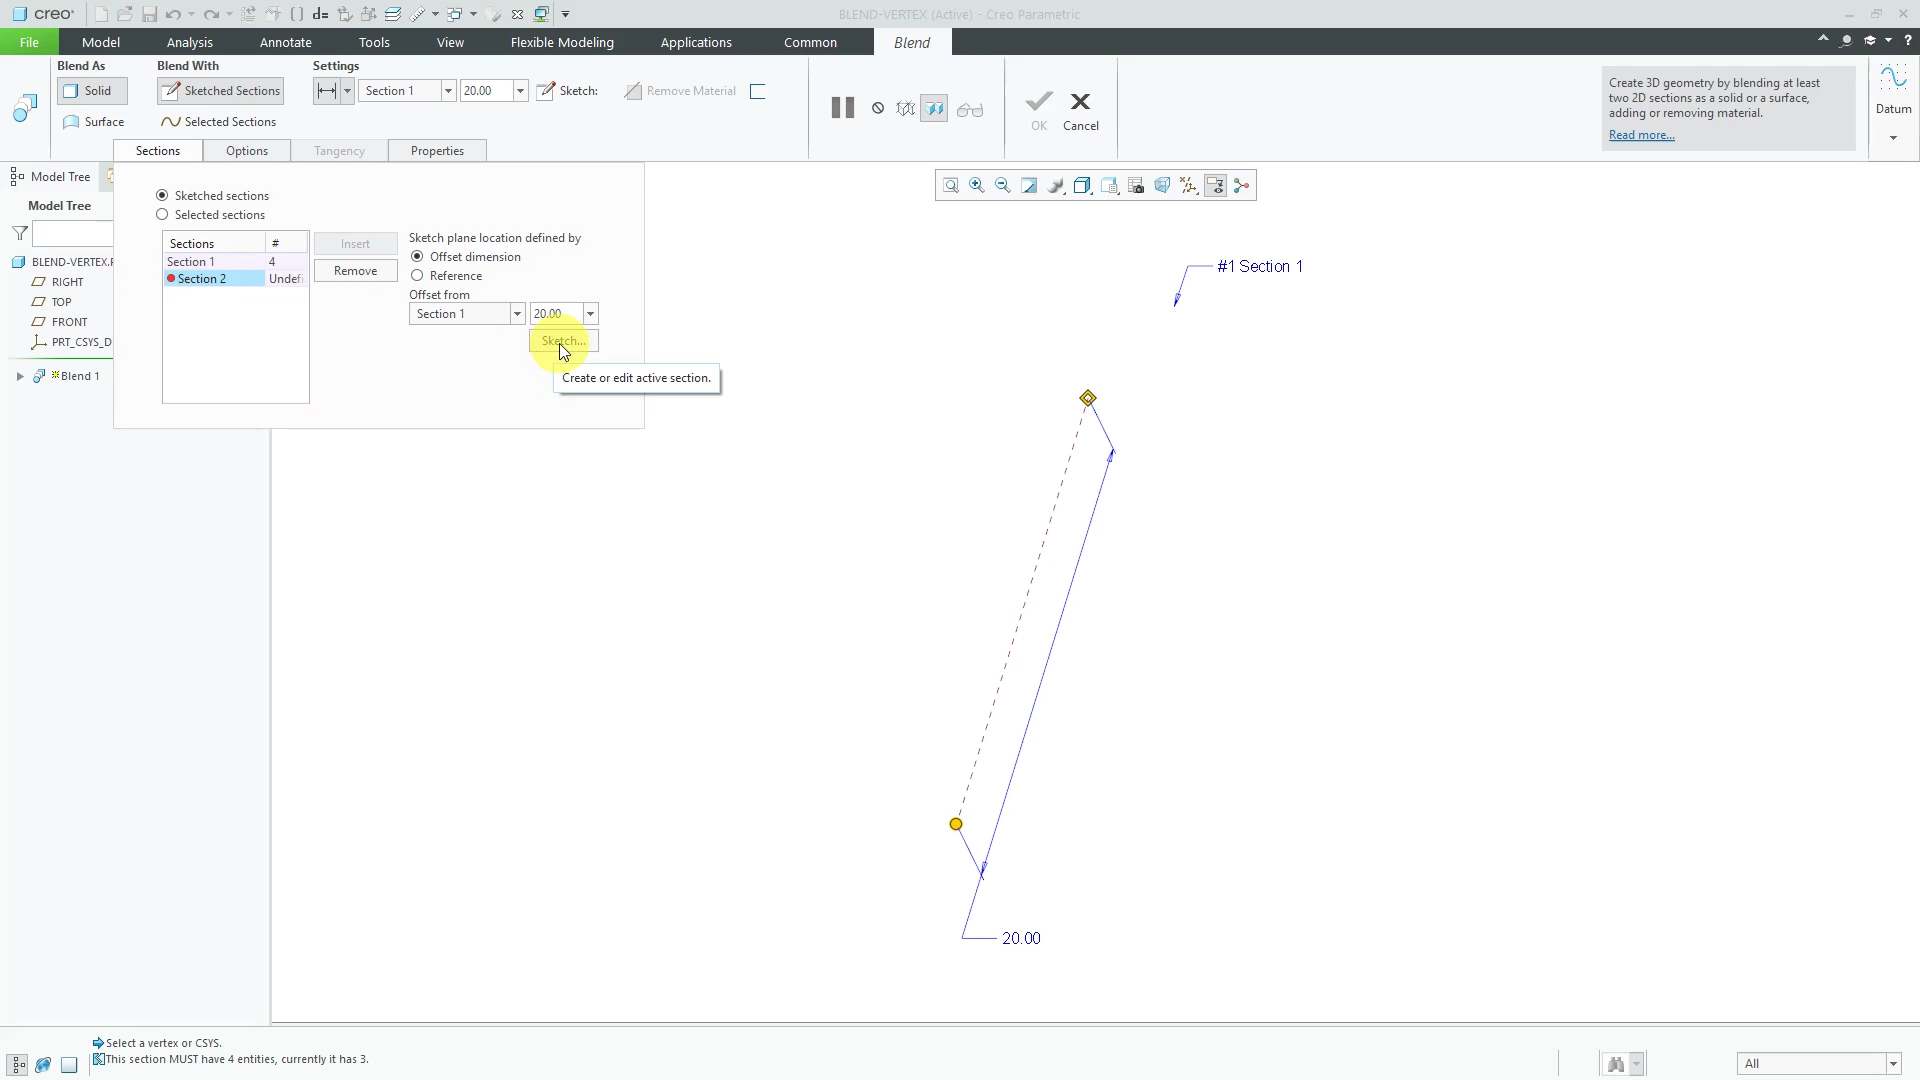 creo
BLEND-VERTEX (Active) - Creo Parametric
File Model Analysis Annotate Tools View Flexible Modeling Applications Common Blend
Blend As Blend With Settings
Solid Sketched Sections Section 1 20.00 Sketch: Remove Material
Surface Selected Sections
OK Cancel
Create 3D geometry by blending at least
two 2D sections as a solid or a surface,
adding or removing material.
Read more...
Datum
Sections Options Tangency Properties
Model Tree
Model Tree
BLEND-VERTEX.
RIGHT
TOP
FRONT
PRT_CSYS_D
Blend 1
Sketched sections
Selected sections
Sections #
Section 1 4
Section 2 Undefi
Insert
Remove
Sketch plane location defined by
Offset dimension
Reference
Offset from
Section 1 20.00
Sketch...
Create or edit active section.
#1 Section 1
20.00
Select a vertex or CSYS.
This section MUST have 4 entities, currently it has 3.
All